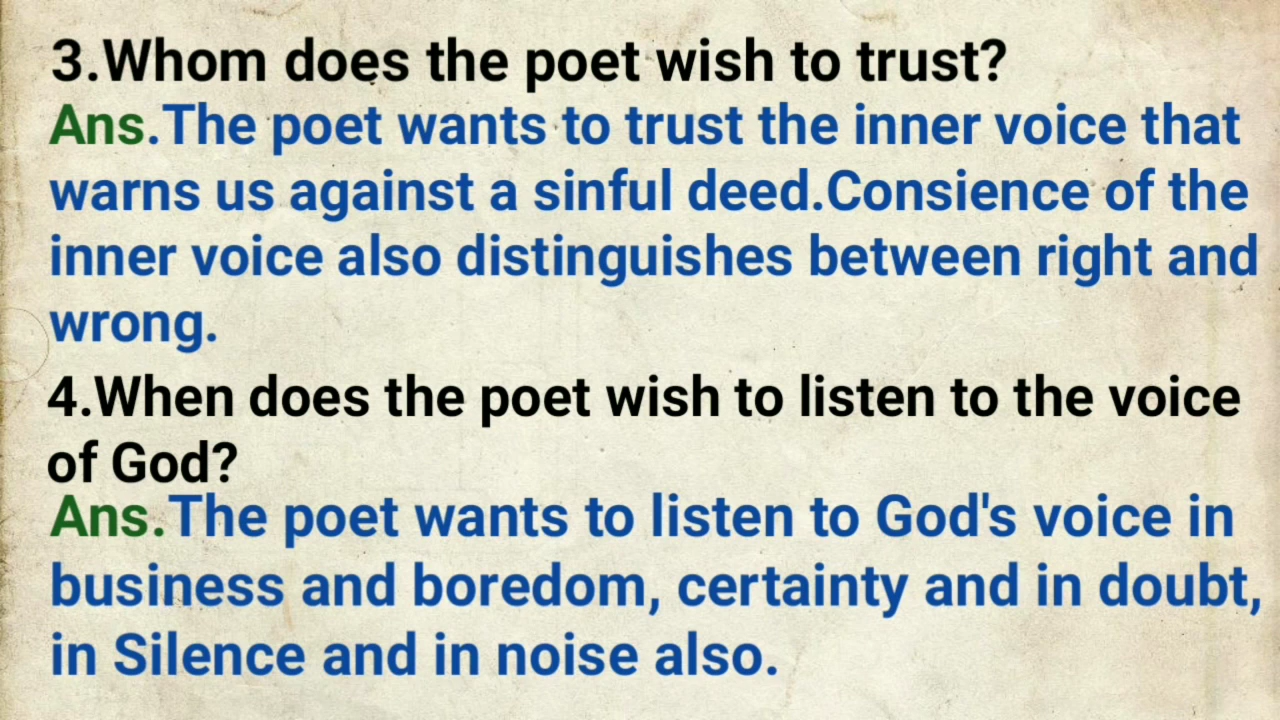 3.Whom does the poet wish to trust?
Ans.The poet wants to trust the inner voice that
warns us against a sinful deed.Consience of the
inner voice also distinguishes between right and
wrong.
4.When does the poet wish to listen to the voice
of God?
Ans.The poet wants to listen to God's voice in
business and boredom, certainty and in doubt,
in Silence and in noise also.